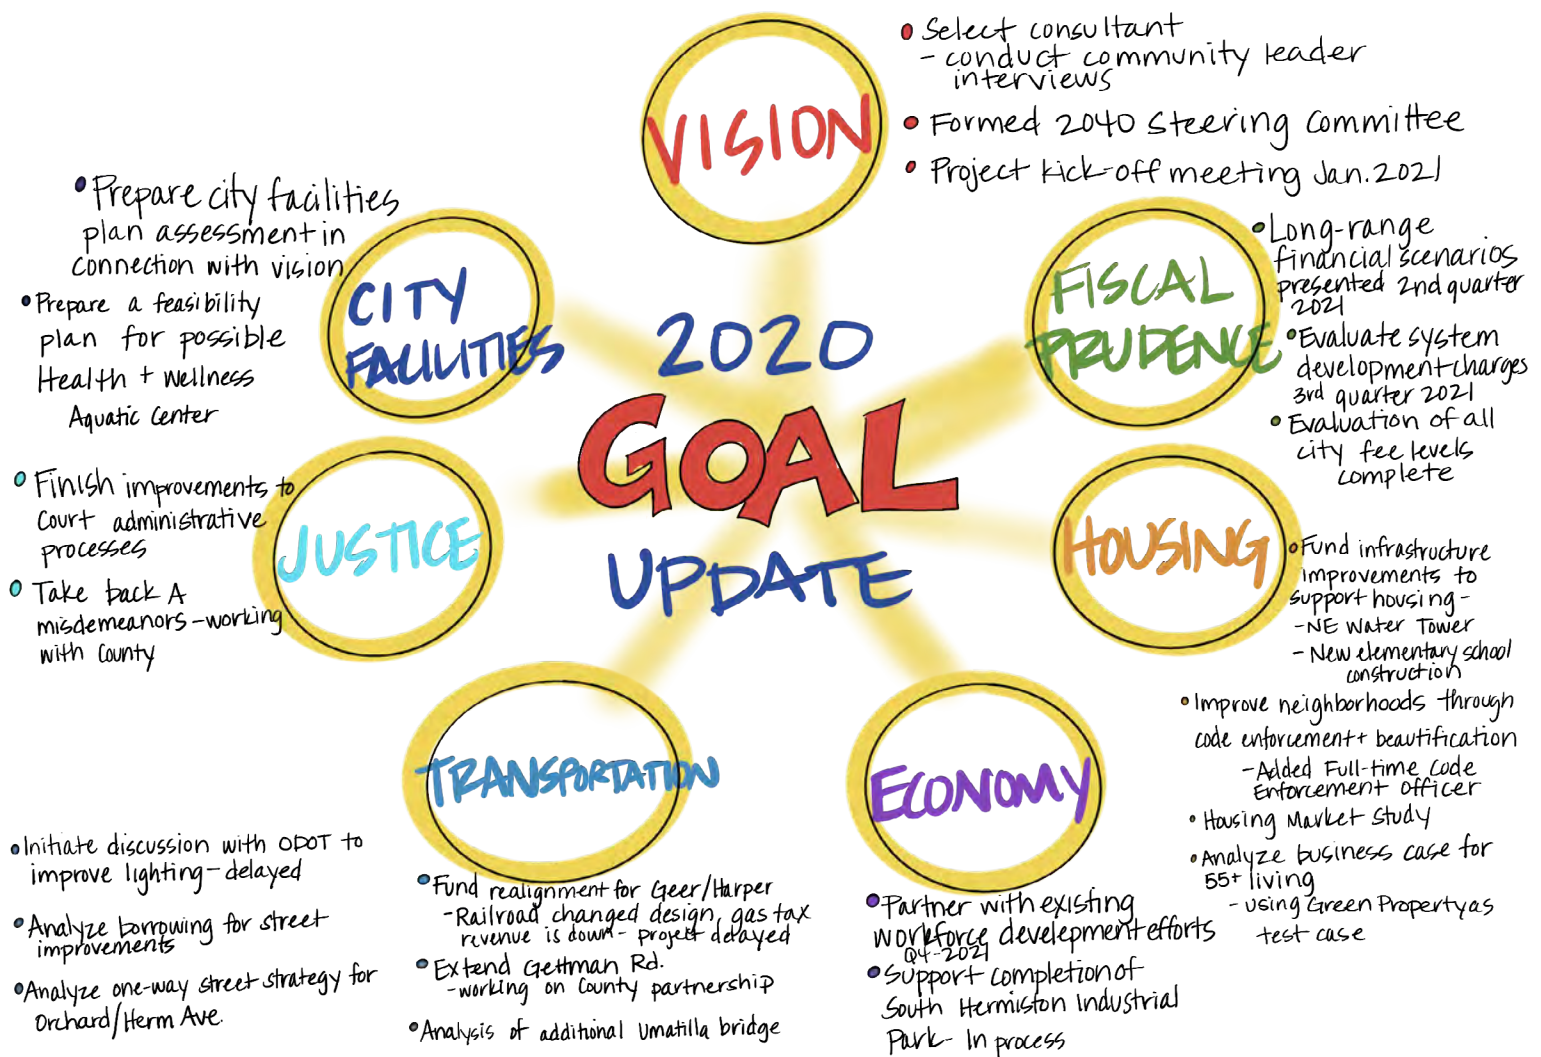 2020
GOAL
UPDATE
VISION
Select consultant
- conduct community leader
interviews
Formed 2040 Steering Committee
Project kick-off meeting Jan. 2021
FISCAL
PRUDENCE
Long-range
financial scenarios
presented 2nd quarter
2021
Evaluate system
development charges
3rd quarter 2021
Evaluation of all
city fee levels
complete
HOUSING
Fund infrastructure
improvements to
support housing -
- NE Water Tower
- New elementary school
construction
Improve neighborhoods through
code enforcement + beautification
- Added Full-time Code
Enforcement Officer
Housing Market Study
Analyze business case for
55+ living
- using Green Property as
test case
ECONOMY
Partner with existing
workforce development efforts
Q4-2021
Support completion of
South Hermiston Industrial
Park - In process
TRANSPORTATION
Fund realignment for Geer/Harper
- Railroad changed design, gas tax
revenue is down - project delayed
Extend Gettman Rd.
- working on County partnership
Analysis of additional Umatilla bridge
Initiate discussion with ODOT to
improve lighting - delayed
Analyze borrowing for street
improvements
Analyze one-way street strategy for
Orchard/Herm Ave.
JUSTICE
Finish improvements to
Court administrative
processes
Take back A
misdemeanors - working
with County
CITY
FACILITIES
Prepare city facilities
plan assessment in
connection with vision
Prepare a feasibility
plan for possible
Health + Wellness
Aquatic Center